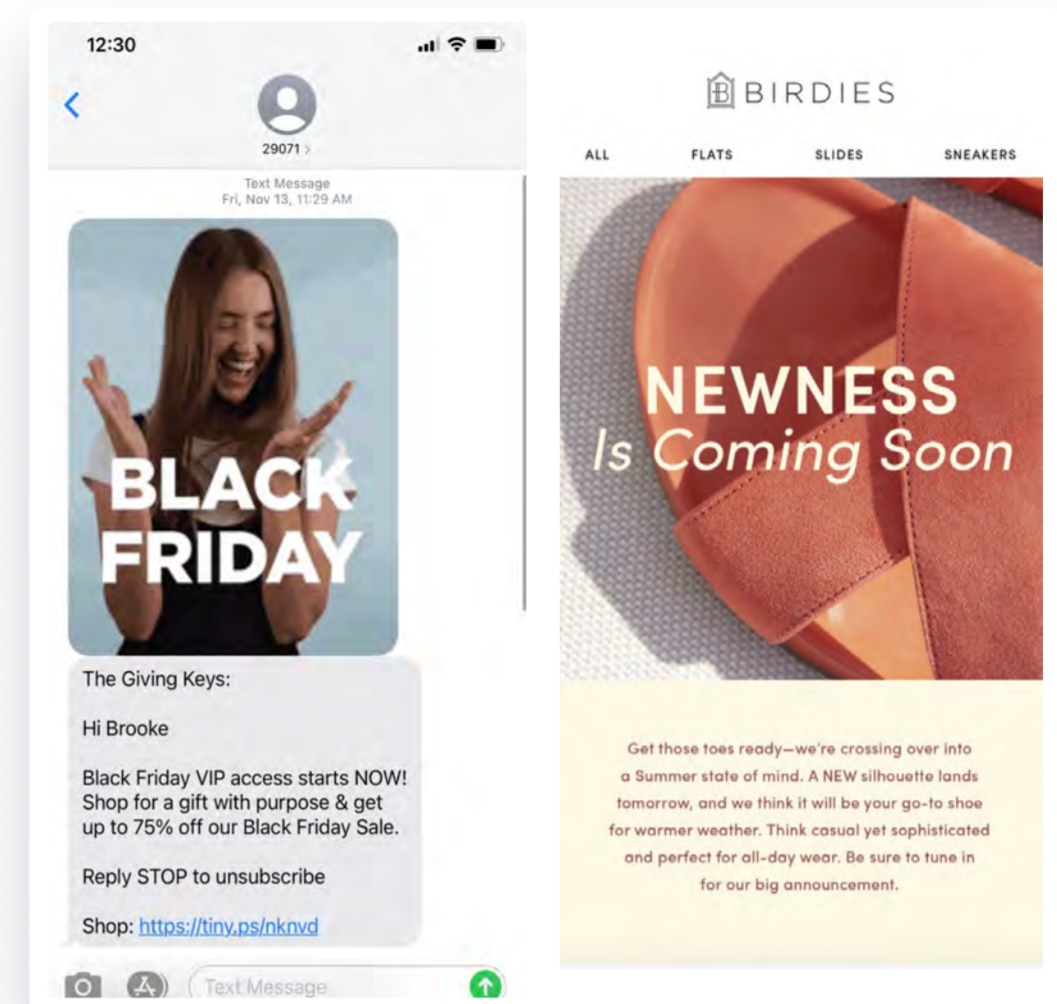 12:30
29071 >
Text Message
Fri, Nov 13, 11:29 AM
BLACK
FRIDAY
The Giving Keys:
Hi Brooke
Black Friday VIP access starts NOW!
Shop for a gift with purpose & get
up to 75% off our Black Friday Sale.
Reply STOP to unsubscribe
Shop: https://tiny.ps/nknvd
Text Message
B BIRDIES
ALL FLATS SLIDES SNEAKERS
NEWNESS
Is Coming Soon
Get those toes ready—we're crossing over into
a Summer state of mind. A NEW silhouette lands
tomorrow, and we think it will be your go-to shoe
for warmer weather. Think casual yet sophisticated
and perfect for all-day wear. Be sure to tune in
for our big announcement.